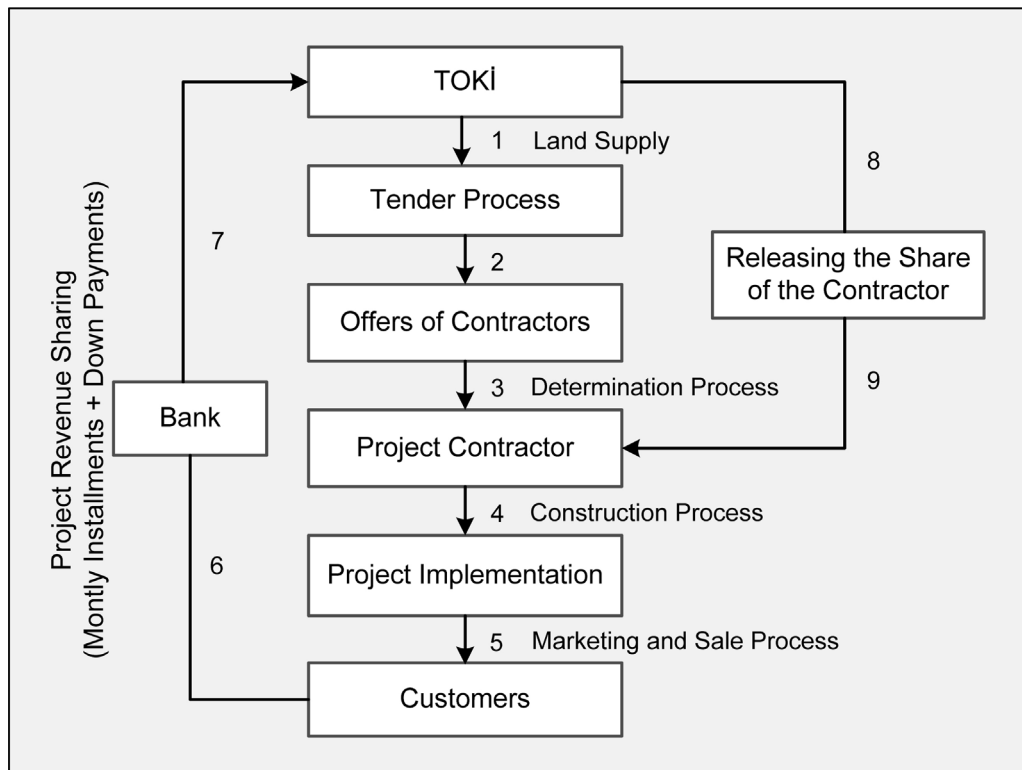 TOKİ
1 Land Supply
Tender Process
2
Offers of Contractors
3 Determination Process
Project Contractor
4 Construction Process
Project Implementation
5 Marketing and Sale Process
Customers
6
Bank
7
Project Revenue Sharing
(Montly Installments + Down Payments)
8
Releasing the Share
of the Contractor
9